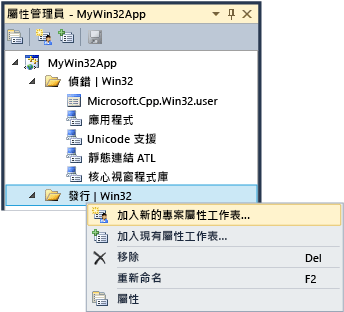 屬性管理員 - MyWin32App
MyWin32App
偵錯 | Win32
Microsoft.Cpp.Win32.user
應用程式
Unicode 支援
靜態連結 ATL
核心視窗程式庫
發行 | Win32
加入新的專案屬性工作表...
加入現有屬性工作表...
移除 Del
重新命名 F2
屬性